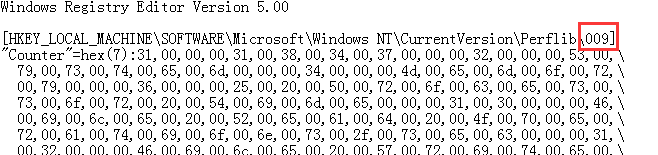 Windows Registry Editor Version 5.00
[HKEY_LOCAL_MACHINE\SOFTWARE\Microsoft\Windows NT\CurrentVersion\Perflib\009]
"Counter"=hex(7):31,00,00,00,31,00,38,00,34,00,37,00,00,00,32,00,00,00,53,00,\
79,00,73,00,74,00,65,00,6d,00,00,00,34,00,00,00,4d,00,65,00,6d,00,6f,00,72,\
00,79,00,00,00,36,00,00,00,25,00,20,00,50,00,72,00,6f,00,63,00,65,00,73,00,\
73,00,6f,00,72,00,20,00,54,00,69,00,6d,00,65,00,00,00,31,00,30,00,00,00,46,\
00,69,00,6c,00,65,00,20,00,52,00,65,00,61,00,64,00,20,00,4f,00,70,00,65,00,\
72,00,61,00,74,00,69,00,6f,00,6e,00,73,00,2f,00,73,00,65,00,63,00,00,00,31,\
00,32,00,00,00,46,00,69,00,6c,00,65,00,20,00,57,00,72,00,69,00,74,00,65,00,\